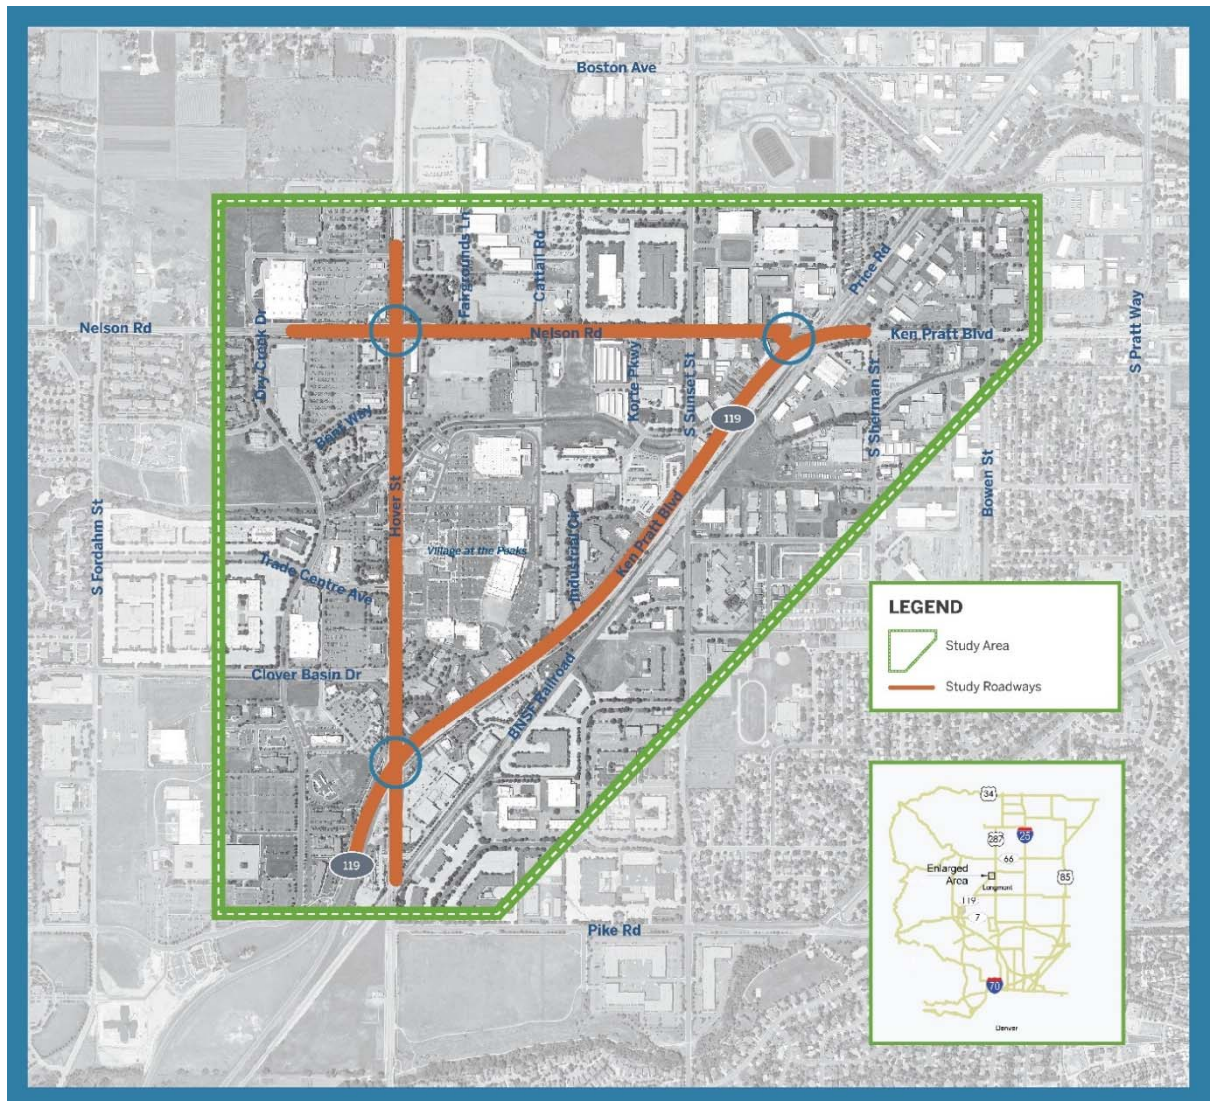 Boston Ave
Fairgrounds Ln
Cattail Rd
Price Rd
Nelson Rd
Dry Creek Dr
Nelson Rd
Ken Pratt Blvd
S Pratt Way
Korte Pkwy
S Sunset St
S Sherman St
119
Bent Way
Bowen St
Hover St
Village at the Peaks
Industrial Cir
Ken Pratt Blvd
S Fordahm St
Trade Centre Ave
Clover Basin Dr
BNSF Railroad
119
Pike Rd
LEGEND
Study Area
Study Roadways
34
287
25
66
Enlarged
Area
Longmont
85
119
7
70
Denver